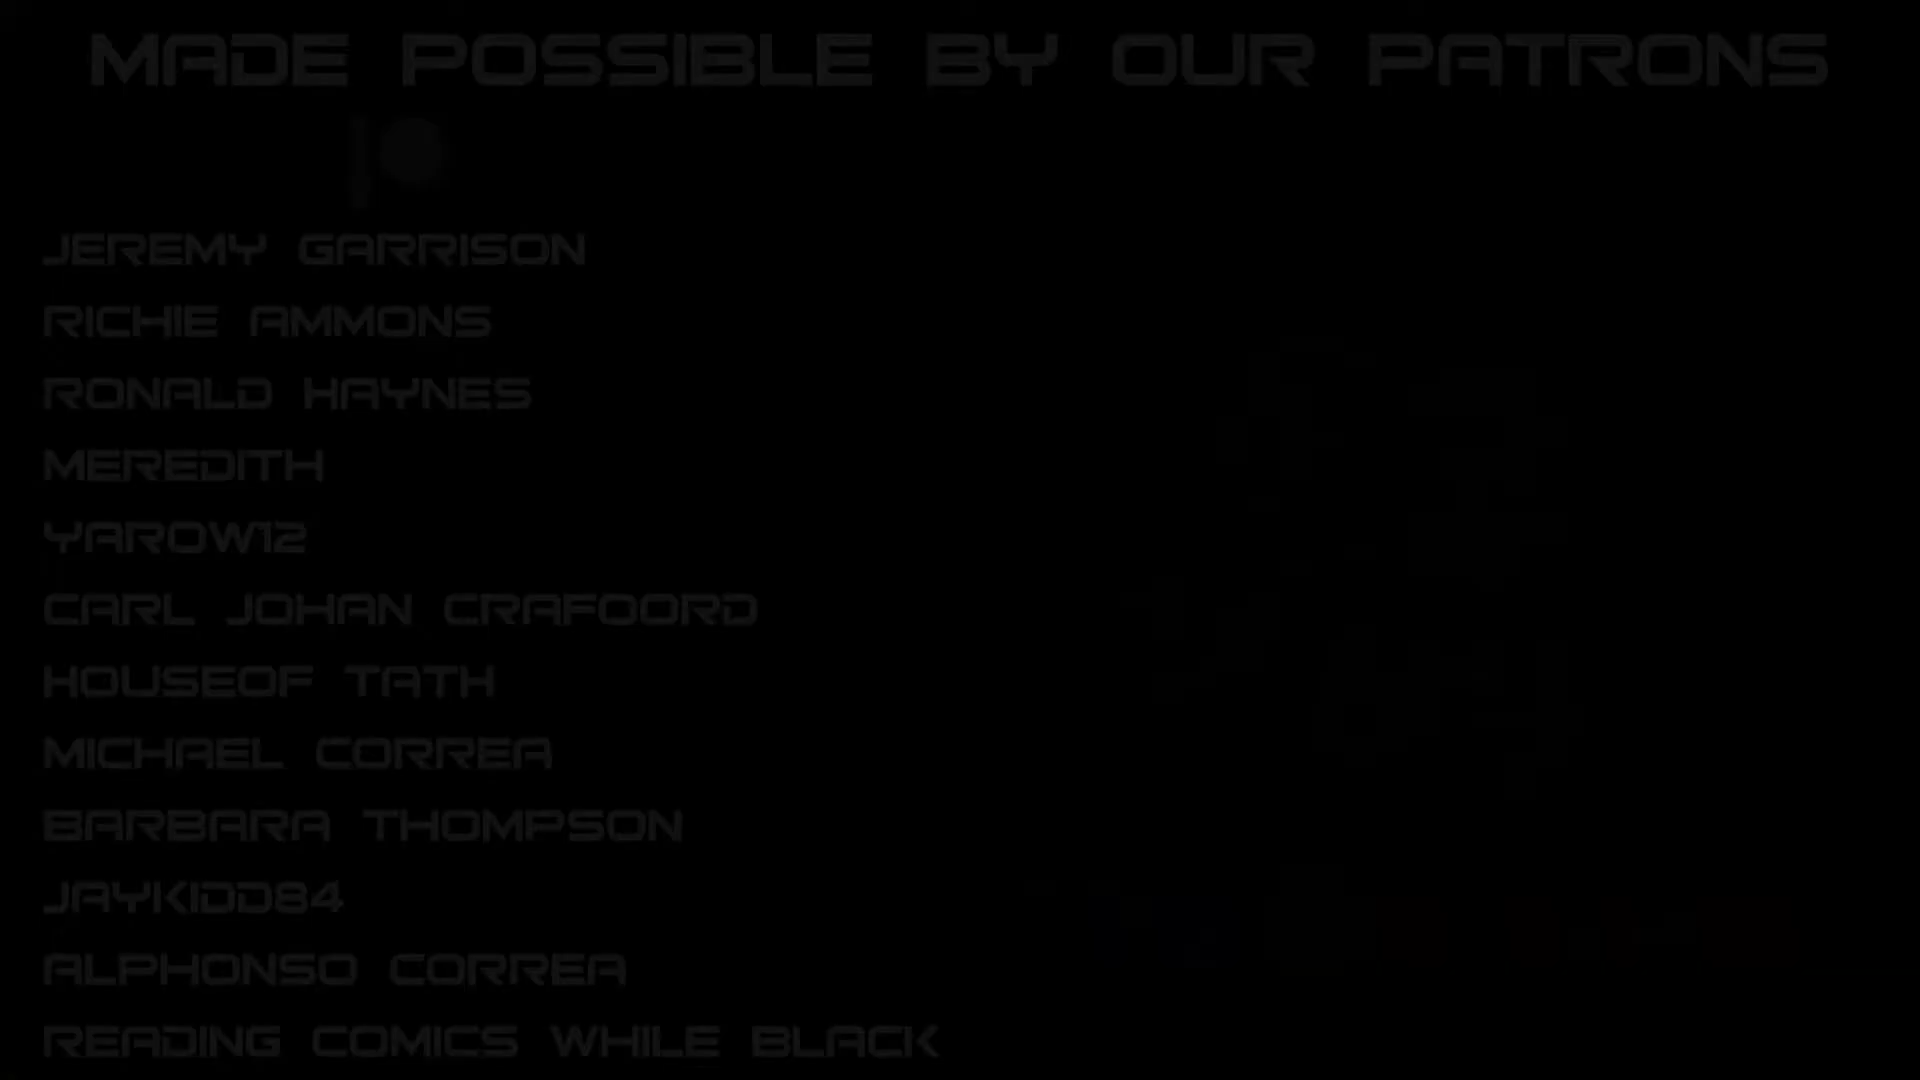 MADE POSSIBLE BY OUR PATRONS
JEREMY GARRISON
RICHIE AMMONS
RONALD HAYNES
MEREDITH
YAROW12
CARL JOHAN CRAFOORD
HOUSEOF TATH
MICHAEL CORREA
BARBARA THOMPSON
JAYKIDD84
ALPHONSO CORREA
READING COMICS WHILE BLACK